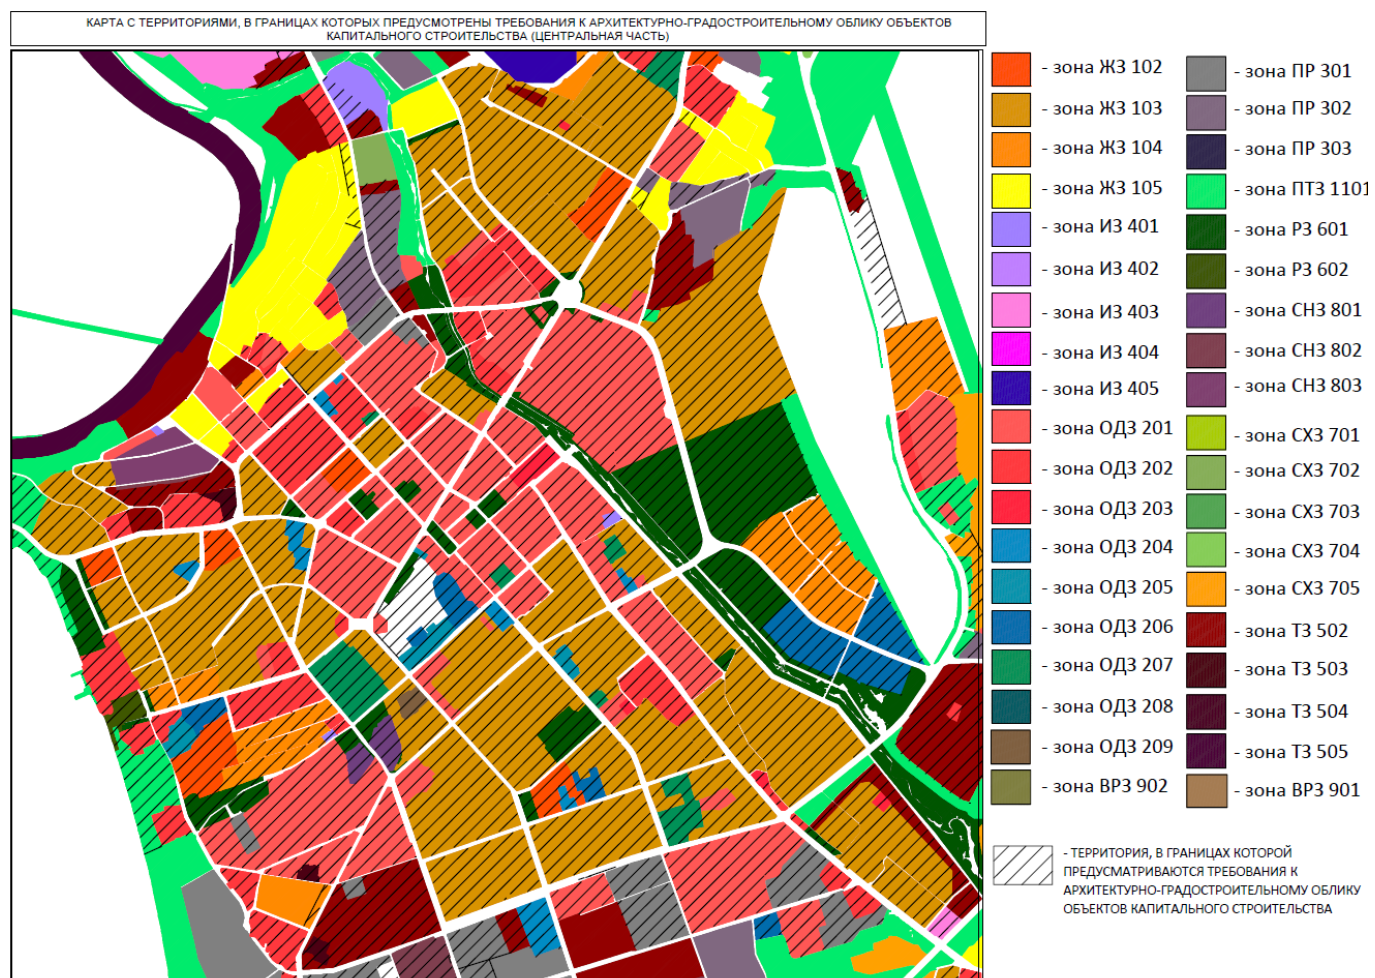 КАРТА С ТЕРРИТОРИЯМИ, В ГРАНИЦАХ КОТОРЫХ ПРЕДУСМОТРЕНЫ ТРЕБОВАНИЯ К АРХИТЕКТУРНО-ГРАДОСТРОИТЕЛЬНОМУ ОБЛИКУ ОБЪЕКТОВ
КАПИТАЛЬНОГО СТРОИТЕЛЬСТВА (ЦЕНТРАЛЬНАЯ ЧАСТЬ)
- зона ЖЗ 102
- зона ЖЗ 103
- зона ЖЗ 104
- зона ЖЗ 105
- зона ИЗ 401
- зона ИЗ 402
- зона ИЗ 403
- зона ИЗ 404
- зона ИЗ 405
- зона ОДЗ 201
- зона ОДЗ 202
- зона ОДЗ 203
- зона ОДЗ 204
- зона ОДЗ 205
- зона ОДЗ 206
- зона ОДЗ 207
- зона ОДЗ 208
- зона ОДЗ 209
- зона ВРЗ 902
- зона ПР 301
- зона ПР 302
- зона ПР 303
- зона ПТЗ 1101
- зона РЗ 601
- зона РЗ 602
- зона СНЗ 801
- зона СНЗ 802
- зона СНЗ 803
- зона СХЗ 701
- зона СХЗ 702
- зона СХЗ 703
- зона СХЗ 704
- зона СХЗ 705
- зона ТЗ 502
- зона ТЗ 503
- зона ТЗ 504
- зона ТЗ 505
- зона ВРЗ 901
- ТЕРРИТОРИЯ, В ГРАНИЦАХ КОТОРОЙ
ПРЕДУСМАТРИВАЮТСЯ ТРЕБОВАНИЯ К
АРХИТЕКТУРНО-ГРАДОСТРОИТЕЛЬНОМУ ОБЛИКУ
ОБЪЕКТОВ КАПИТАЛЬНОГО СТРОИТЕЛЬСТВА